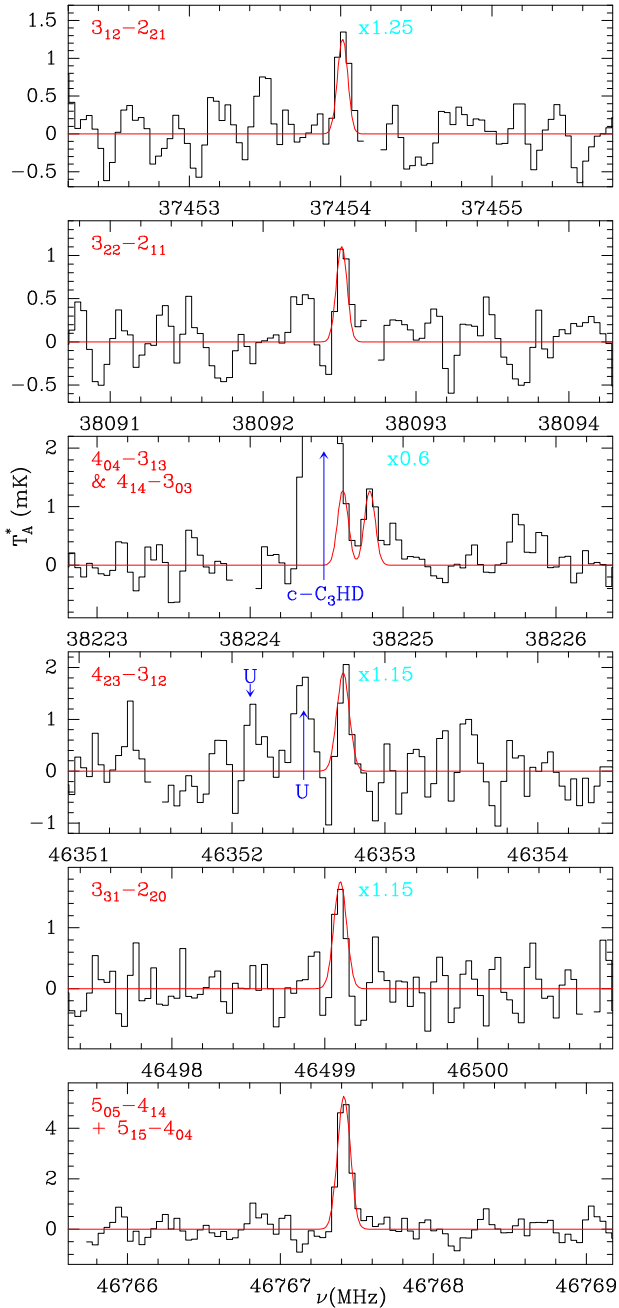 3₁₂−2₂₁ x1.25
1.5
1
0.5
0
−0.5
37453 37454 37455
3₂₂−2₁₁
1
0.5
0
−0.5
38091 38092 38093 38094
4₀₄−3₁₃ x0.6
& 4₁₄−3₀₃
2
1
0
T*A (mK)
c−C₃HD
38223 38224 38225 38226
4₂₃−3₁₂ U x1.15
2
1
0
−1
U
46351 46352 46353 46354
3₃₁−2₂₀ x1.15
1
0
46498 46499 46500
5₀₅−4₁₄
+ 5₁₅−4₀₄
4
2
0
46766 46767 46768 46769
ν(MHz)